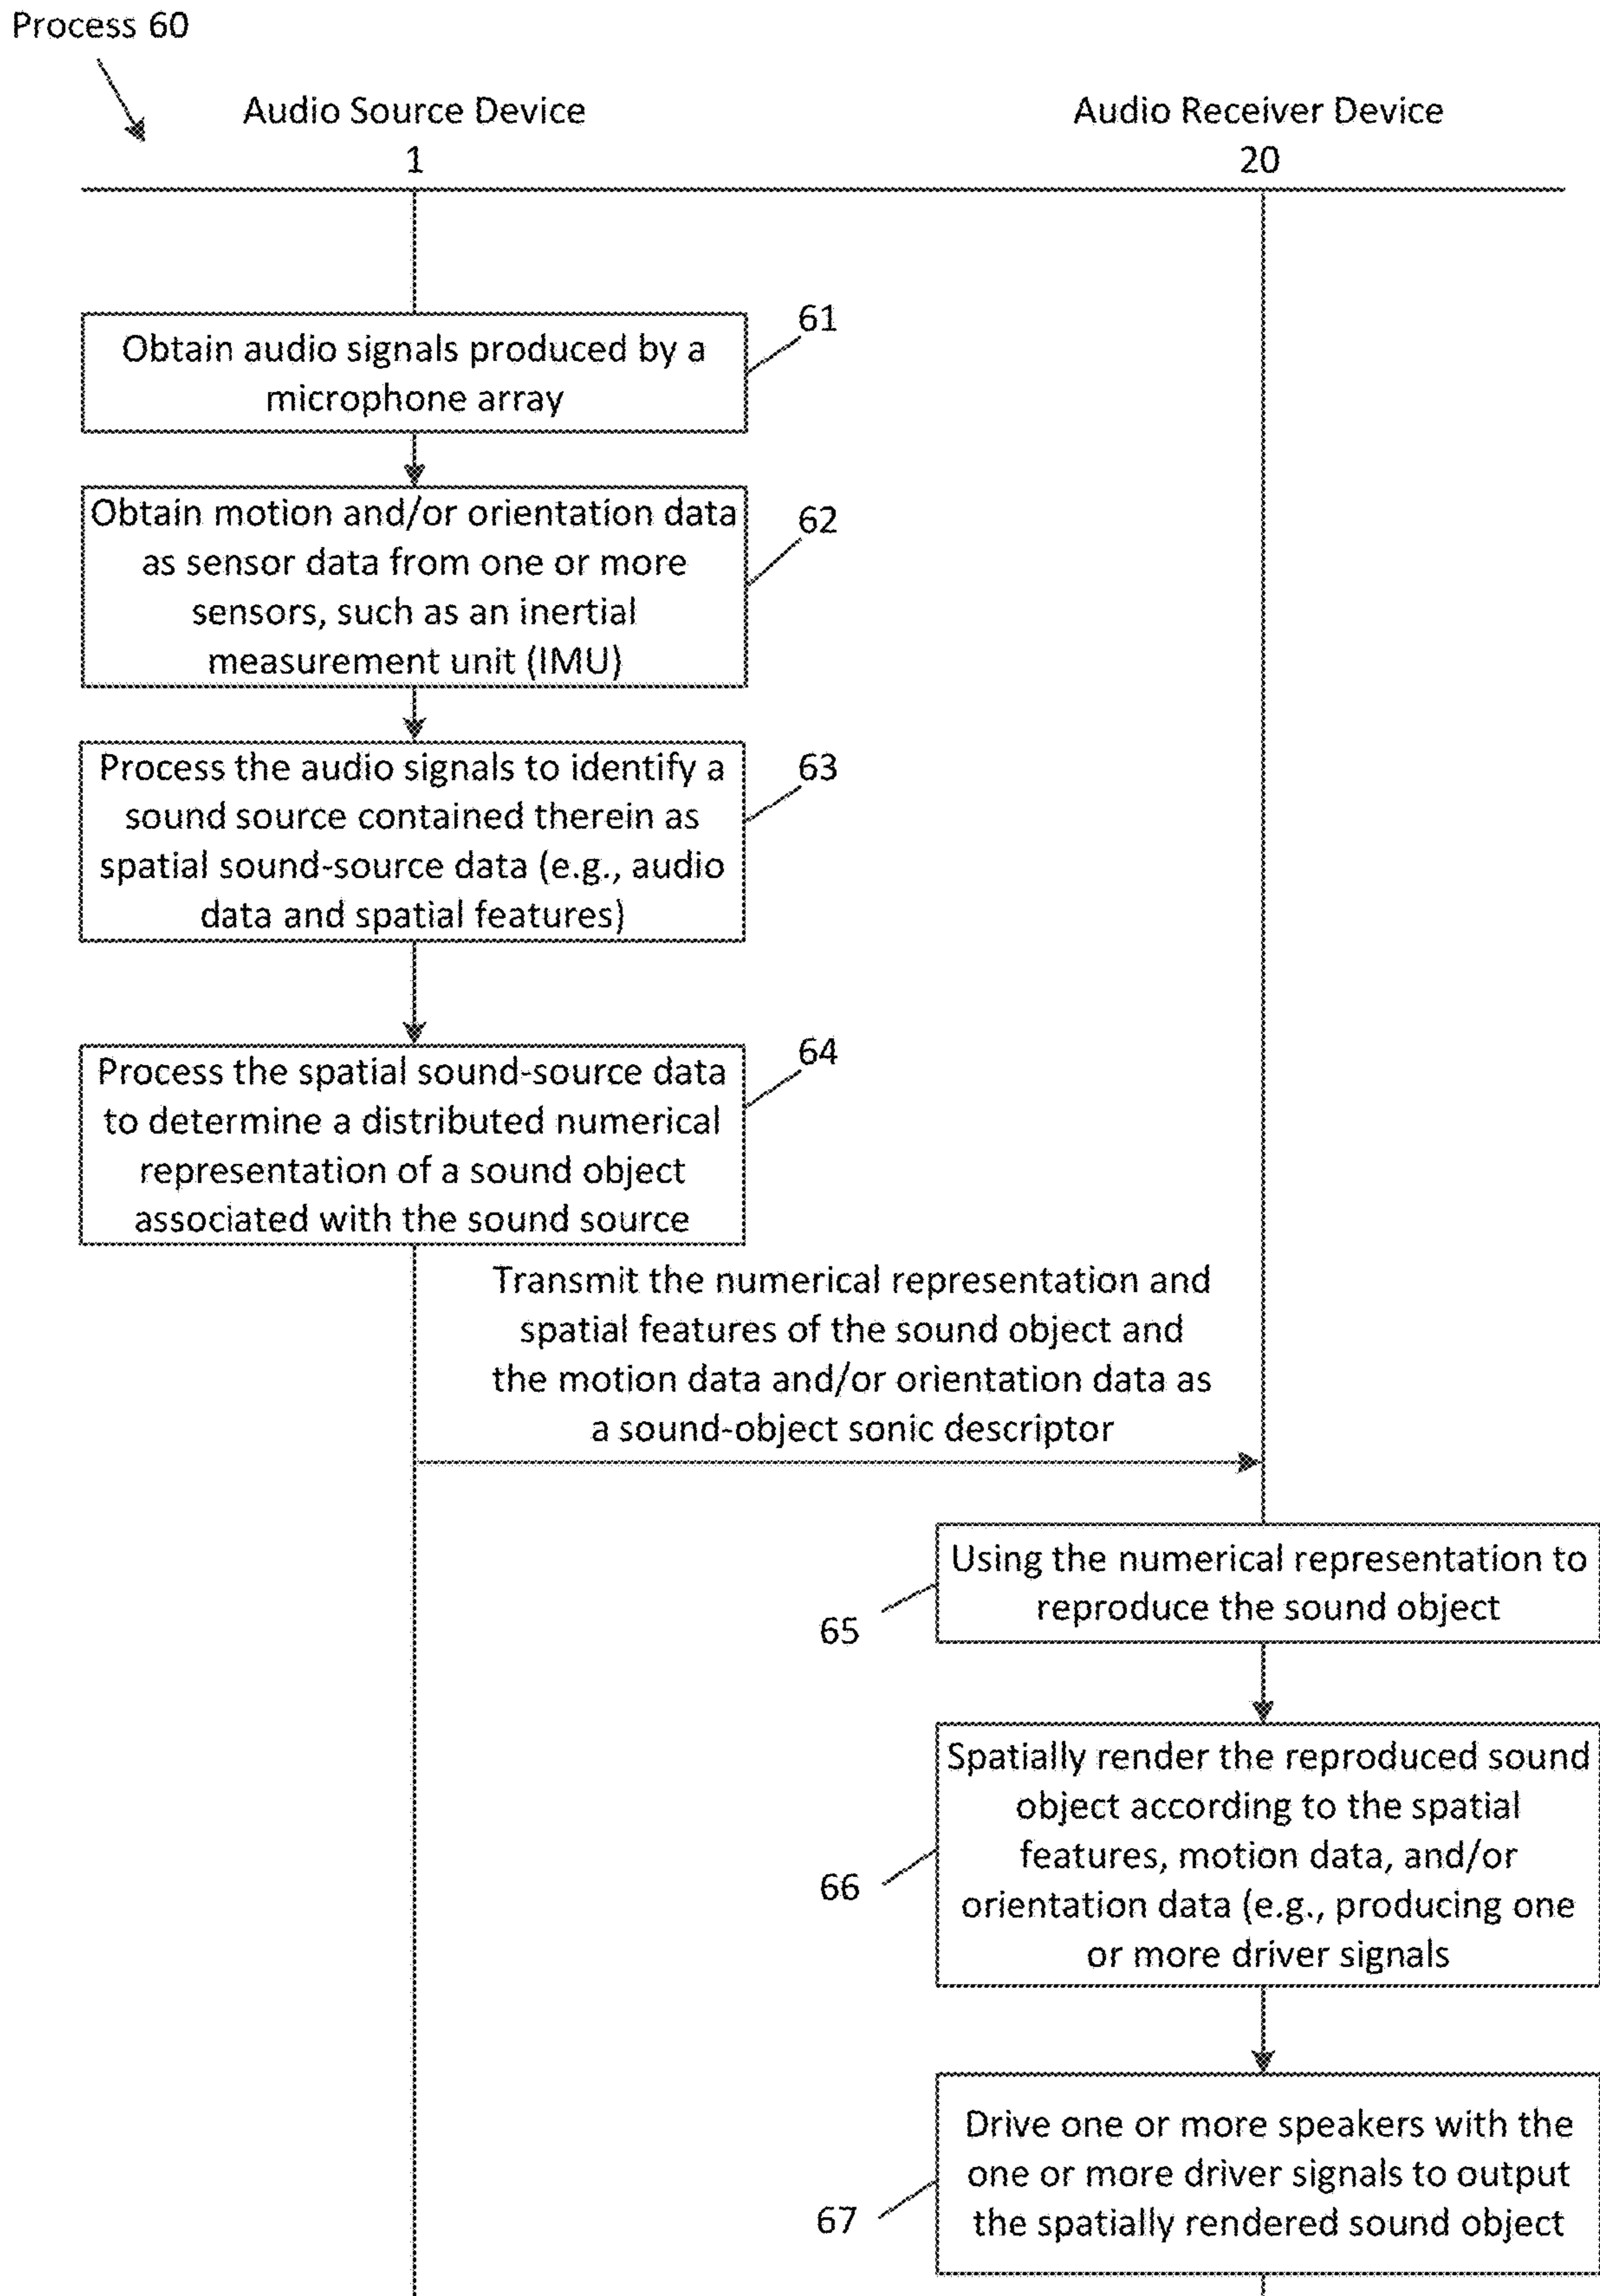 Process 60
Audio Source Device
1
Audio Receiver Device
20
61
Obtain audio signals produced by a
microphone array
62
Obtain motion and/or orientation data
as sensor data from one or more
sensors, such as an inertial
measurement unit (IMU)
63
Process the audio signals to identify a
sound source contained therein as
spatial sound-source data (e.g., audio
data and spatial features)
64
Process the spatial sound-source data
to determine a distributed numerical
representation of a sound object
associated with the sound source
Transmit the numerical representation and
spatial features of the sound object and
the motion data and/or orientation data as
a sound-object sonic descriptor
Using the numerical representation to
reproduce the sound object
65
Spatially render the reproduced sound
object according to the spatial
features, motion data, and/or
orientation data (e.g., producing one
or more driver signals
66
Drive one or more speakers with the
one or more driver signals to output
the spatially rendered sound object
67